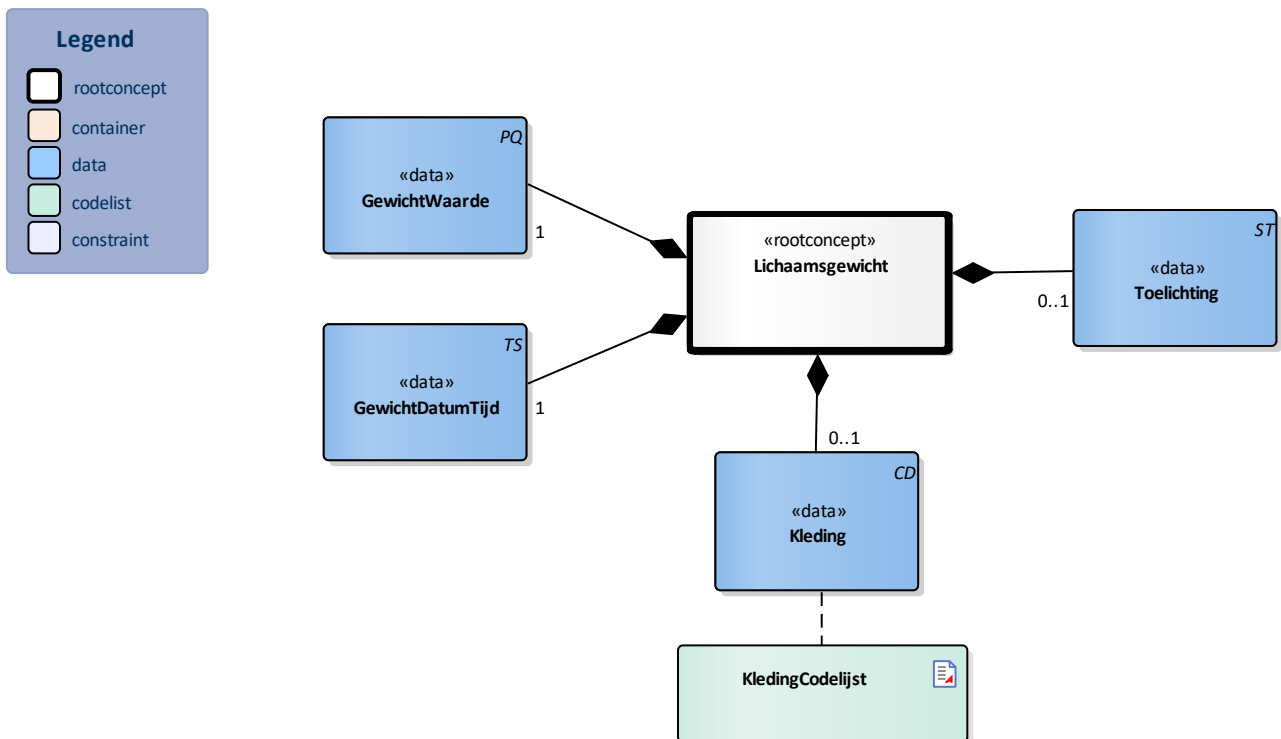 Legend
rootconcept
container
data
codelist
constraint
PQ
«data»
GewichtWaarde
1
TS
«data»
GewichtDatumTijd
1
«rootconcept»
Lichaamsgewicht
ST
«data»
Toelichting
0..1
0..1
CD
«data»
Kleding
KledingCodelijst